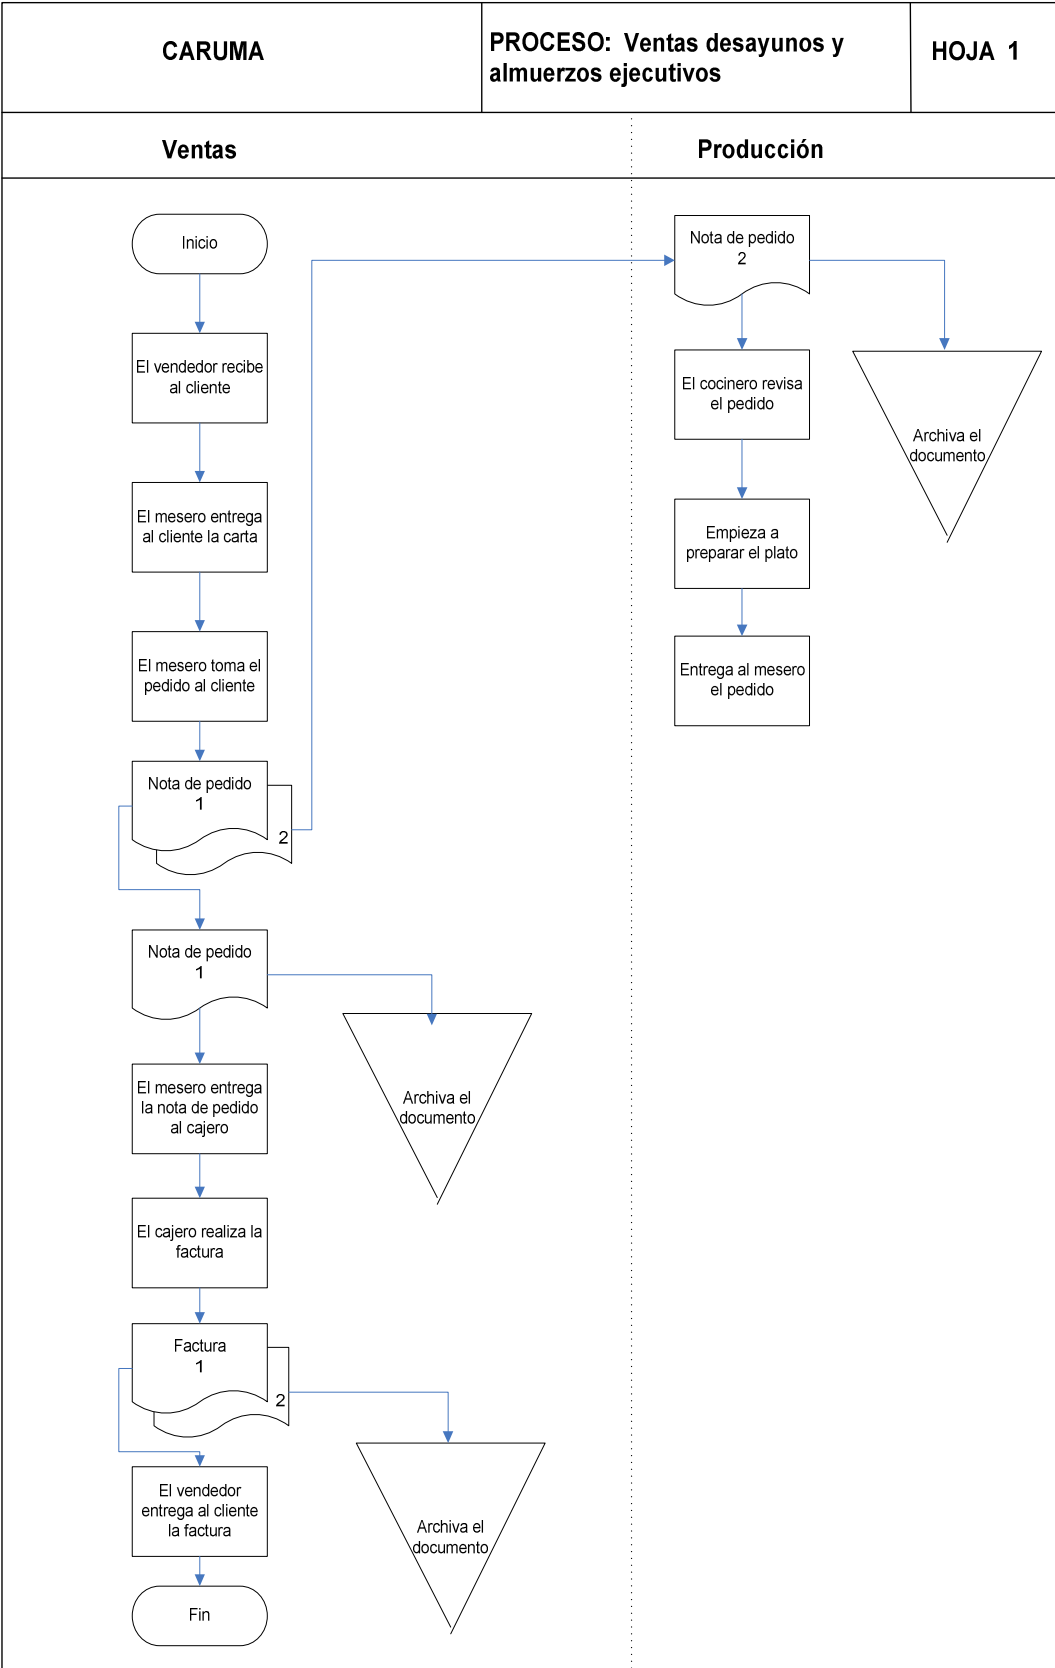 CARUMA
PROCESO: Ventas desayunos y
almuerzos ejecutivos
HOJA 1
Ventas
Producción
Inicio
El vendedor recibe
al cliente
El mesero entrega
al cliente la carta
El mesero toma el
pedido al cliente
Nota de pedido
1
2
Nota de pedido
1
Archiva el
documento
El mesero entrega
la nota de pedido
al cajero
El cajero realiza la
factura
Factura
1
2
Archiva el
documento
El vendedor
entrega al cliente
la factura
Fin
Nota de pedido
2
Archiva el
documento
El cocinero revisa
el pedido
Empieza a
preparar el plato
Entrega al mesero
el pedido